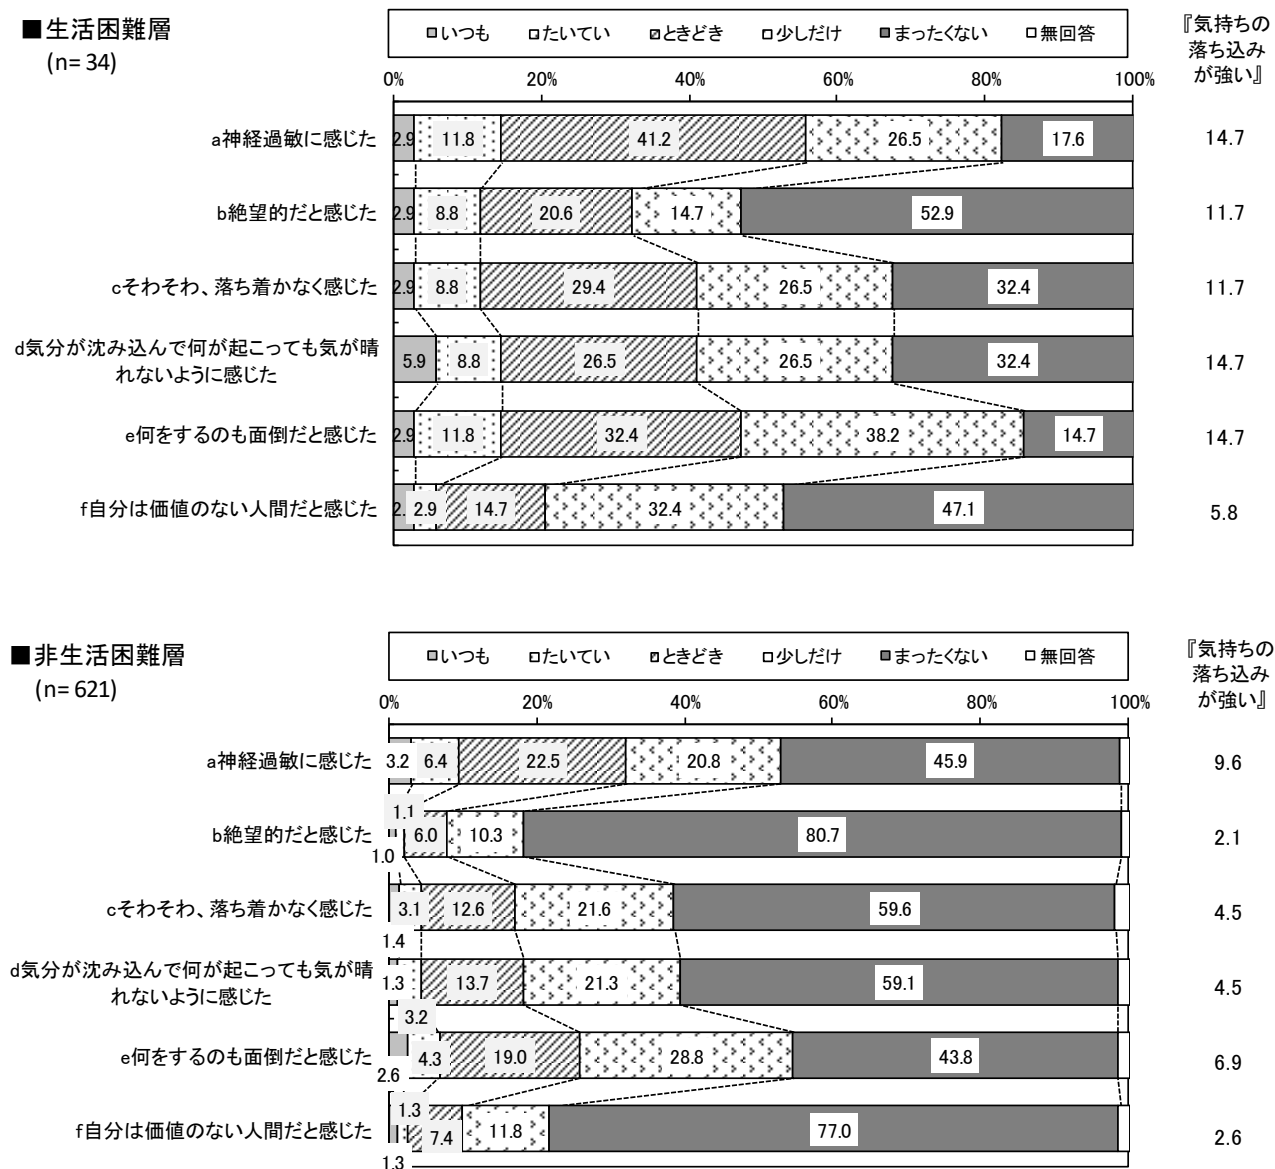 ■生活困難層
(n=34)
いつも たいてい ときどき 少しだけ まったくない 無回答
『気持ちの
落ち込み
が強い』
0% 20% 40% 60% 80% 100%
a神経過敏に感じた 2.9 11.8 41.2 26.5 17.6 14.7
b絶望的だと感じた 2.9 8.8 20.6 14.7 52.9 11.7
cそわそわ、落ち着かなく感じた 2.9 8.8 29.4 26.5 32.4 11.7
d気分が沈み込んで何が起こっても気が晴
れないように感じた 5.9 8.8 26.5 26.5 32.4 14.7
e何をするのも面倒だと感じた 2.9 11.8 32.4 38.2 14.7 14.7
f自分は価値のない人間だと感じた 2. 2.9 14.7 32.4 47.1 5.8
■非生活困難層
(n=621)
いつも たいてい ときどき 少しだけ まったくない 無回答
『気持ちの
落ち込み
が強い』
0% 20% 40% 60% 80% 100%
a神経過敏に感じた 3.2 6.4 22.5 20.8 45.9 9.6
b絶望的だと感じた 1.0 1.1 6.0 10.3 80.7 2.1
cそわそわ、落ち着かなく感じた 1.4 3.1 12.6 21.6 59.6 4.5
d気分が沈み込んで何が起こっても気が晴
れないように感じた 1.3 3.2 13.7 21.3 59.1 4.5
e何をするのも面倒だと感じた 2.6 4.3 19.0 28.8 43.8 6.9
f自分は価値のない人間だと感じた 1.3 1.3 7.4 11.8 77.0 2.6